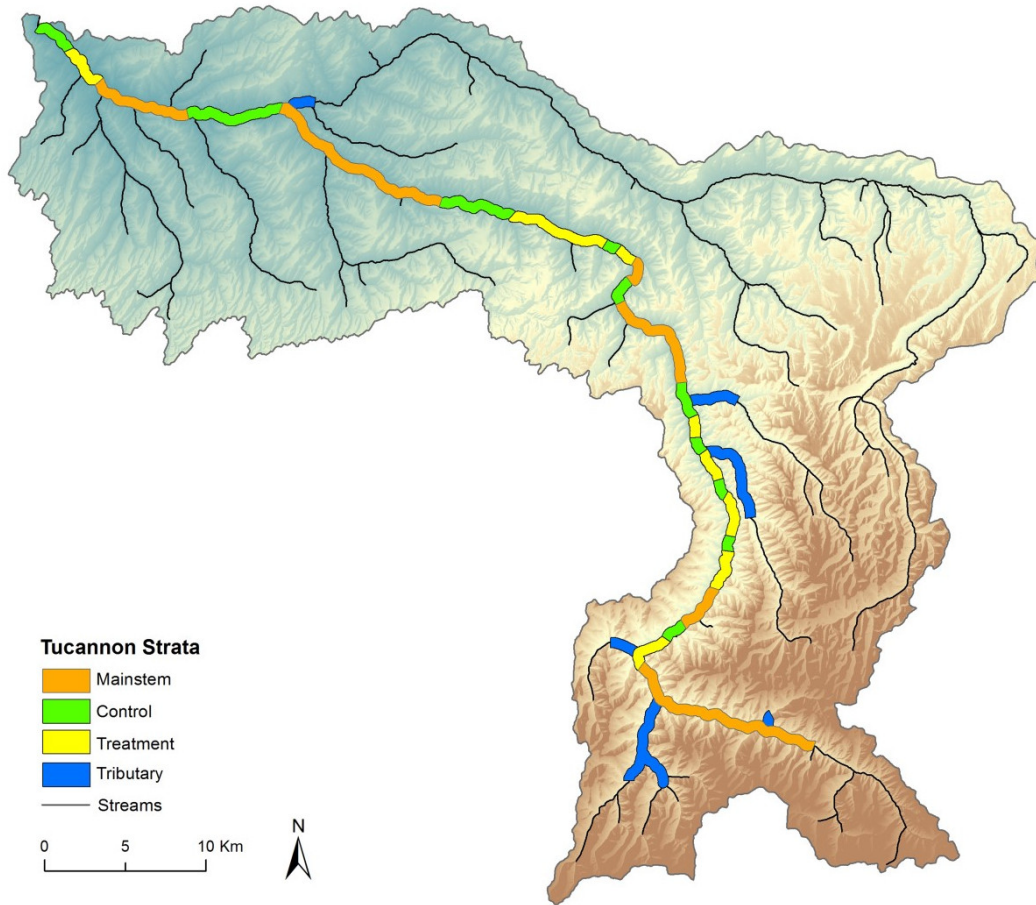 Tucannon Strata
Mainstem
Control
Treatment
Tributary
Streams
0 5 10 Km
N